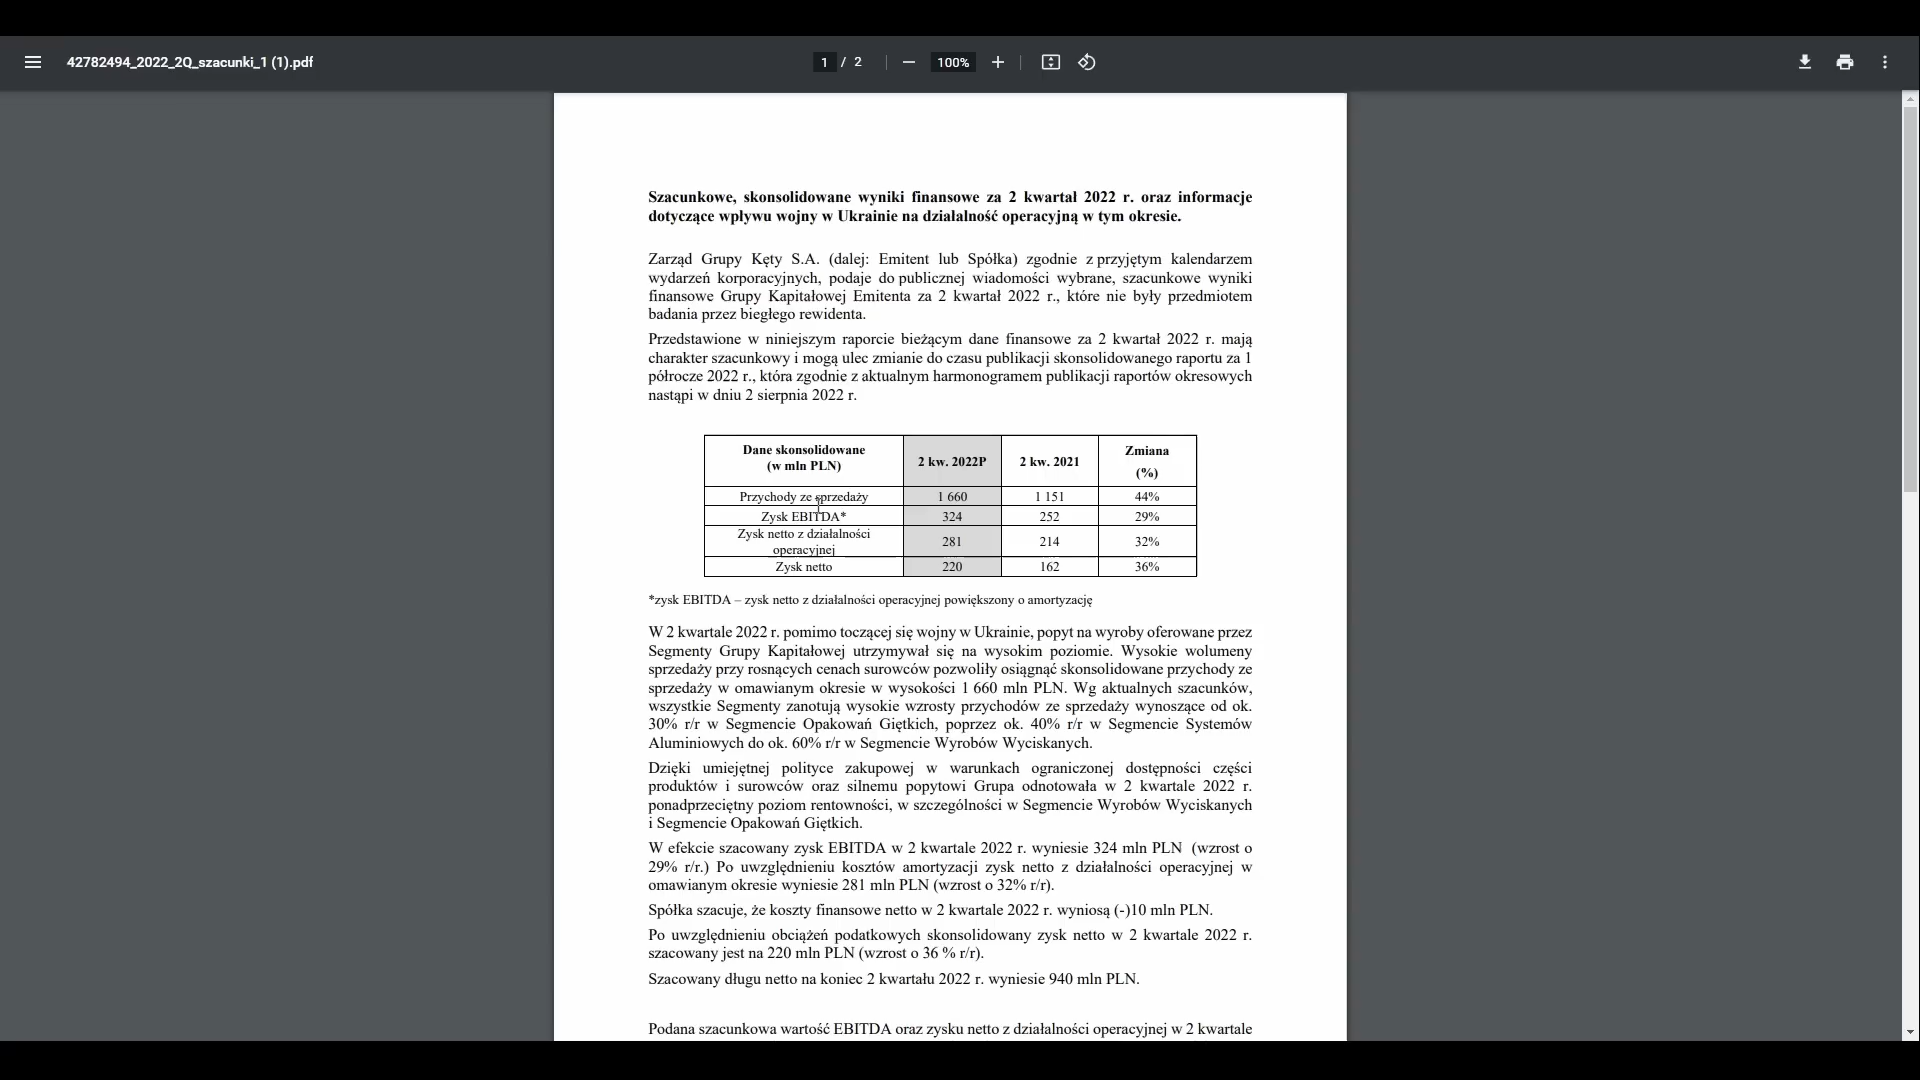 42782494_2022_2Q_szacunki_1 (1).pdf
1 / 2
100%
Szacunkowe, skonsolidowane wyniki finansowe za 2 kwartał 2022 r. oraz informacje
dotyczące wpływu wojny w Ukrainie na działalność operacyjną w tym okresie.
Zarząd Grupy Kęty S.A. (dalej: Emitent lub Spółka) zgodnie z przyjętym kalendarzem
wydarzeń korporacyjnych, podaje do publicznej wiadomości wybrane, szacunkowe wyniki
finansowe Grupy Kapitałowej Emitenta za 2 kwartał 2022 r., które nie były przedmiotem
badania przez biegłego rewidenta.
Przedstawione w niniejszym raporcie bieżącym dane finansowe za 2 kwartał 2022 r. mają
charakter szacunkowy i mogą ulec zmianie do czasu publikacji skonsolidowanego raportu za 1
półrocze 2022 r., która zgodnie z aktualnym harmonogramem publikacji raportów okresowych
nastąpi w dniu 2 sierpnia 2022 r.
Dane skonsolidowane
(w mln PLN)
2 kw. 2022P
2 kw. 2021
Zmiana
(%)
Przychody ze sprzedaży 1 660 1 151 44%
Zysk EBITDA* 324 252 29%
Zysk netto z działalności
operacyjnej
281 214 32%
Zysk netto 220 162 36%
*zysk EBITDA – zysk netto z działalności operacyjnej powiększony o amortyzację
W 2 kwartale 2022 r. pomimo toczącej się wojny w Ukrainie, popyt na wyroby oferowane przez
Segmenty Grupy Kapitałowej utrzymywał się na wysokim poziomie. Wysokie wolumeny
sprzedaży przy rosnących cenach surowców pozwoliły osiągnąć skonsolidowane przychody ze
sprzedaży w omawianym okresie w wysokości 1 660 mln PLN. Wg aktualnych szacunków,
wszystkie Segmenty zanotują wysokie wzrosty przychodów ze sprzedaży wynoszące od ok.
30% r/r w Segmencie Opakowań Giętkich, poprzez ok. 40% r/r w Segmencie Systemów
Aluminiowych do ok. 60% r/r w Segmencie Wyrobów Wyciskanych.
Dzięki umiejętnej polityce zakupowej w warunkach ograniczonej dostępności części
produktów i surowców oraz silnemu popytowi Grupa odnotowała w 2 kwartale 2022 r.
ponadprzeciętny poziom rentowności, w szczególności w Segmencie Wyrobów Wyciskanych
i Segmencie Opakowań Giętkich.
W efekcie szacowany zysk EBITDA w 2 kwartale 2022 r. wyniesie 324 mln PLN (wzrost o
29% r/r.) Po uwzględnieniu kosztów amortyzacji zysk netto z działalności operacyjnej w
omawianym okresie wyniesie 281 mln PLN (wzrost o 32% r/r).
Spółka szacuje, że koszty finansowe netto w 2 kwartale 2022 r. wyniosą (-)10 mln PLN.
Po uwzględnieniu obciążeń podatkowych skonsolidowany zysk netto w 2 kwartale 2022 r.
szacowany jest na 220 mln PLN (wzrost o 36 % r/r).
Szacowany długu netto na koniec 2 kwartału 2022 r. wyniesie 940 mln PLN.
Podana szacunkowa wartość EBITDA oraz zysku netto z działalności operacyjnej w 2 kwartale